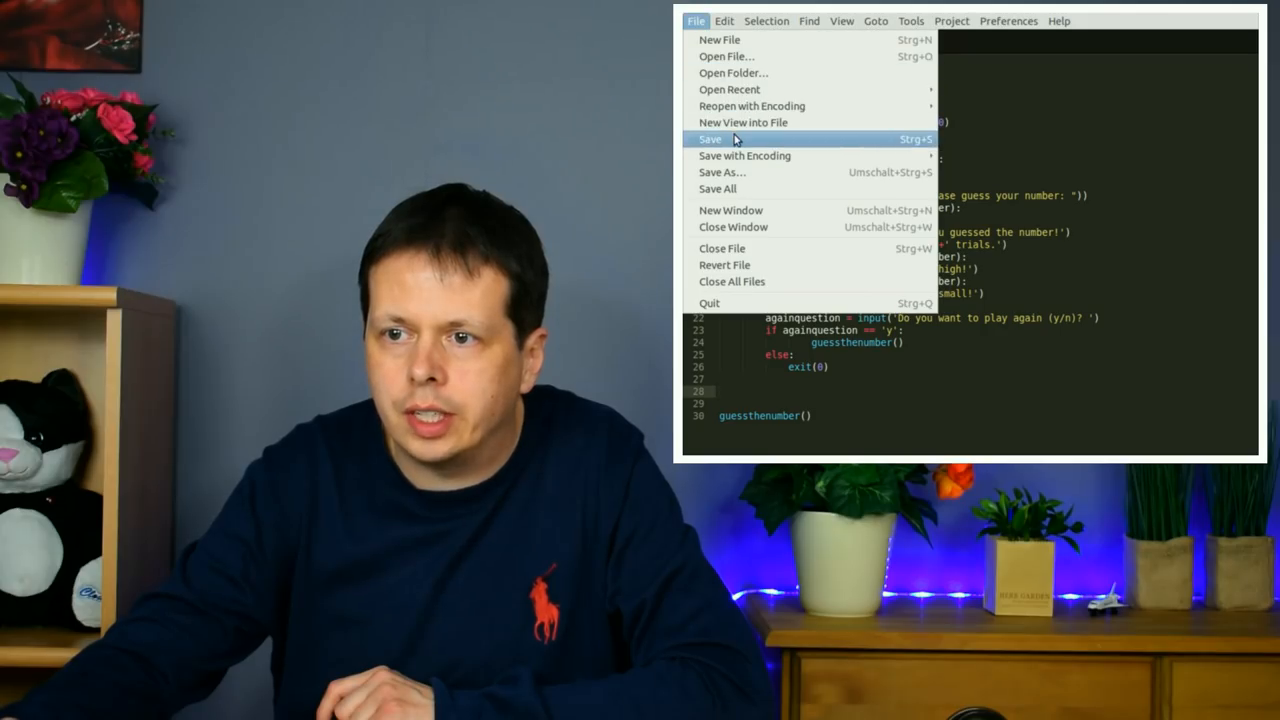 File Edit Selection Find View Goto Tools Project Preferences Help
New File Strg+N
Open File... Strg+O
Open Folder...
Open Recent
Reopen with Encoding
New View into File
0)
Save Strg+S
:
Save with Encoding
Save As... Umschalt+Strg+S
Save All
ase guess your number: "))
er):
New Window Umschalt+Strg+N
Close Window Umschalt+Strg+W
u guessed the number!')
+' trials.')
Close File Strg+W
ber):
Revert File
high!')
Close All Files
ber):
small!')
Quit Strg+Q
22 againquestion = input('Do you want to play again (y/n)? ')
23 if againquestion == 'y':
24 guessthenumber()
25 else:
26 exit(0)
27
28
29
30 guessthenumber()
HERB GARDEN